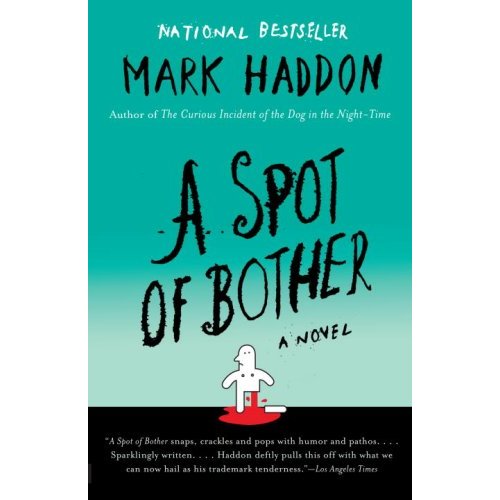 NATIONAL BESTSELLER
MARK HADDON
Author of The Curious Incident of the Dog in the Night-Time
A SPOT
OF BOTHER
A NOVEL
"A Spot of Bother snaps, crackles and pops with humor and pathos. . . .
Sparklingly written. . . . Haddon deftly pulls this off with what we
can now hail as his trademark tenderness."—Los Angeles Times